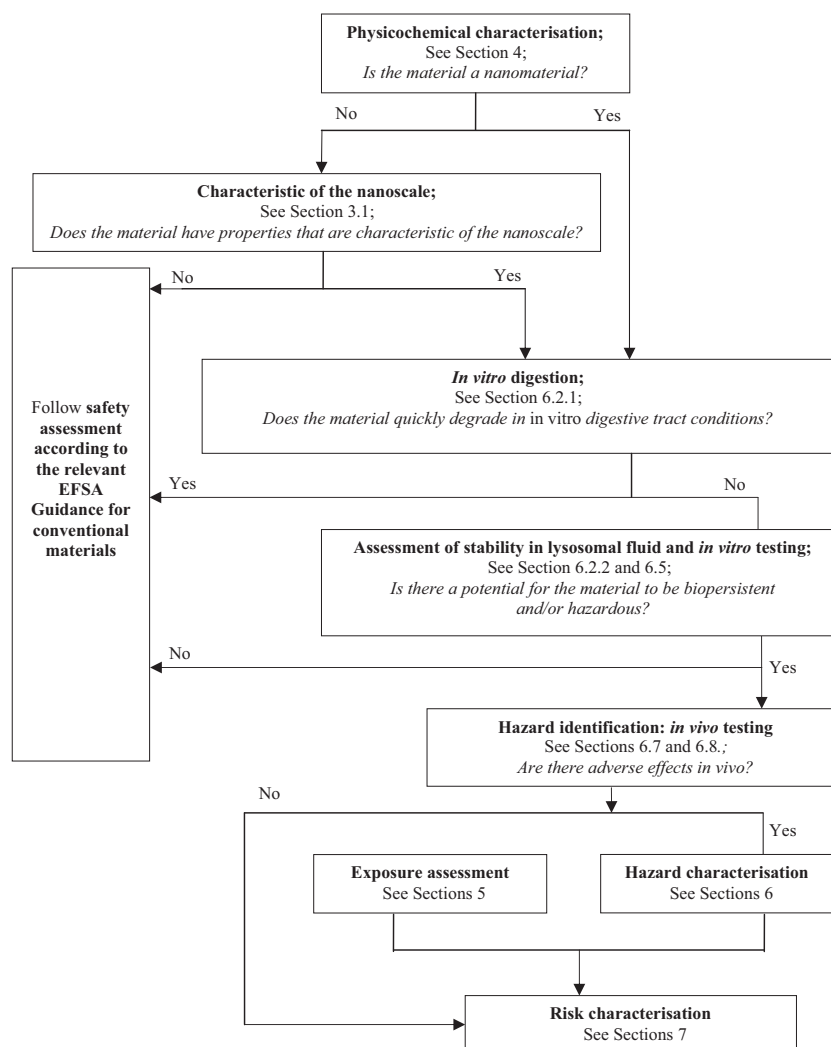 Physicochemical characterisation;
See Section 4;
Is the material a nanomaterial?
No
Yes
Characteristic of the nanoscale;
See Section 3.1;
Does the material have properties that are characteristic of the nanoscale?
No
Yes
In vitro digestion;
See Section 6.2.1;
Does the material quickly degrade in in vitro digestive tract conditions?
Follow safety
assessment
according to
the relevant
EFSA
Guidance for
conventional
materials
Yes
No
Assessment of stability in lysosomal fluid and in vitro testing;
See Section 6.2.2 and 6.5;
Is there a potential for the material to be biopersistent
and/or hazardous?
No
Yes
Hazard identification: in vivo testing
See Sections 6.7 and 6.8.;
Are there adverse effects in vivo?
No
Yes
Exposure assessment
See Sections 5
Hazard characterisation
See Sections 6
Risk characterisation
See Sections 7